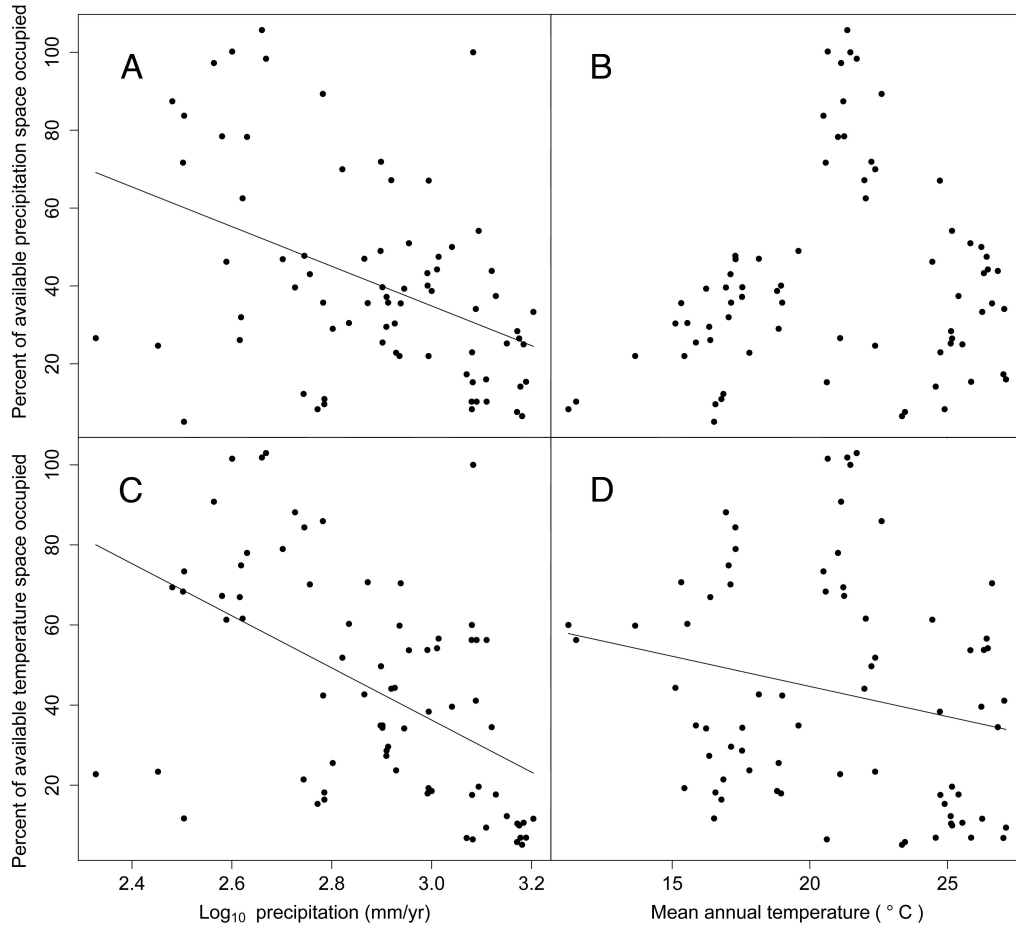 Percent of available precipitation space occupied
100
80
60
40
20
A
B
Percent of available temperature space occupied
100
80
60
40
20
C
D
2.4 2.6 2.8 3.0 3.2
15 20 25
Log10 precipitation (mm/yr)
Mean annual temperature ( ° C )